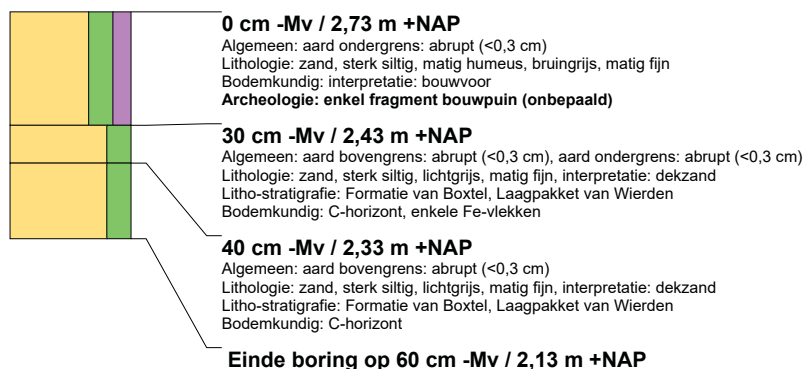 0 cm -Mv / 2,73 m +NAP
Algemeen: aard ondergrens: abrupt (<0,3 cm)
Lithologie: zand, sterk siltig, matig humeus, bruingrijs, matig fijn
Bodemkundig: interpretatie: bouwvoor
Archeologie: enkel fragment bouwpuin (onbepaald)
30 cm -Mv / 2,43 m +NAP
Algemeen: aard bovengrens: abrupt (<0,3 cm), aard ondergrens: abrupt (<0,3 cm)
Lithologie: zand, sterk siltig, lichtgrijs, matig fijn, interpretatie: dekzand
Litho-stratigrafie: Formatie van Boxtel, Laagpakket van Wierden
Bodemkundig: C-horizont, enkele Fe-vlekken
40 cm -Mv / 2,33 m +NAP
Algemeen: aard bovengrens: abrupt (<0,3 cm)
Lithologie: zand, sterk siltig, lichtgrijs, matig fijn, interpretatie: dekzand
Litho-stratigrafie: Formatie van Boxtel, Laagpakket van Wierden
Bodemkundig: C-horizont
Einde boring op 60 cm -Mv / 2,13 m +NAP